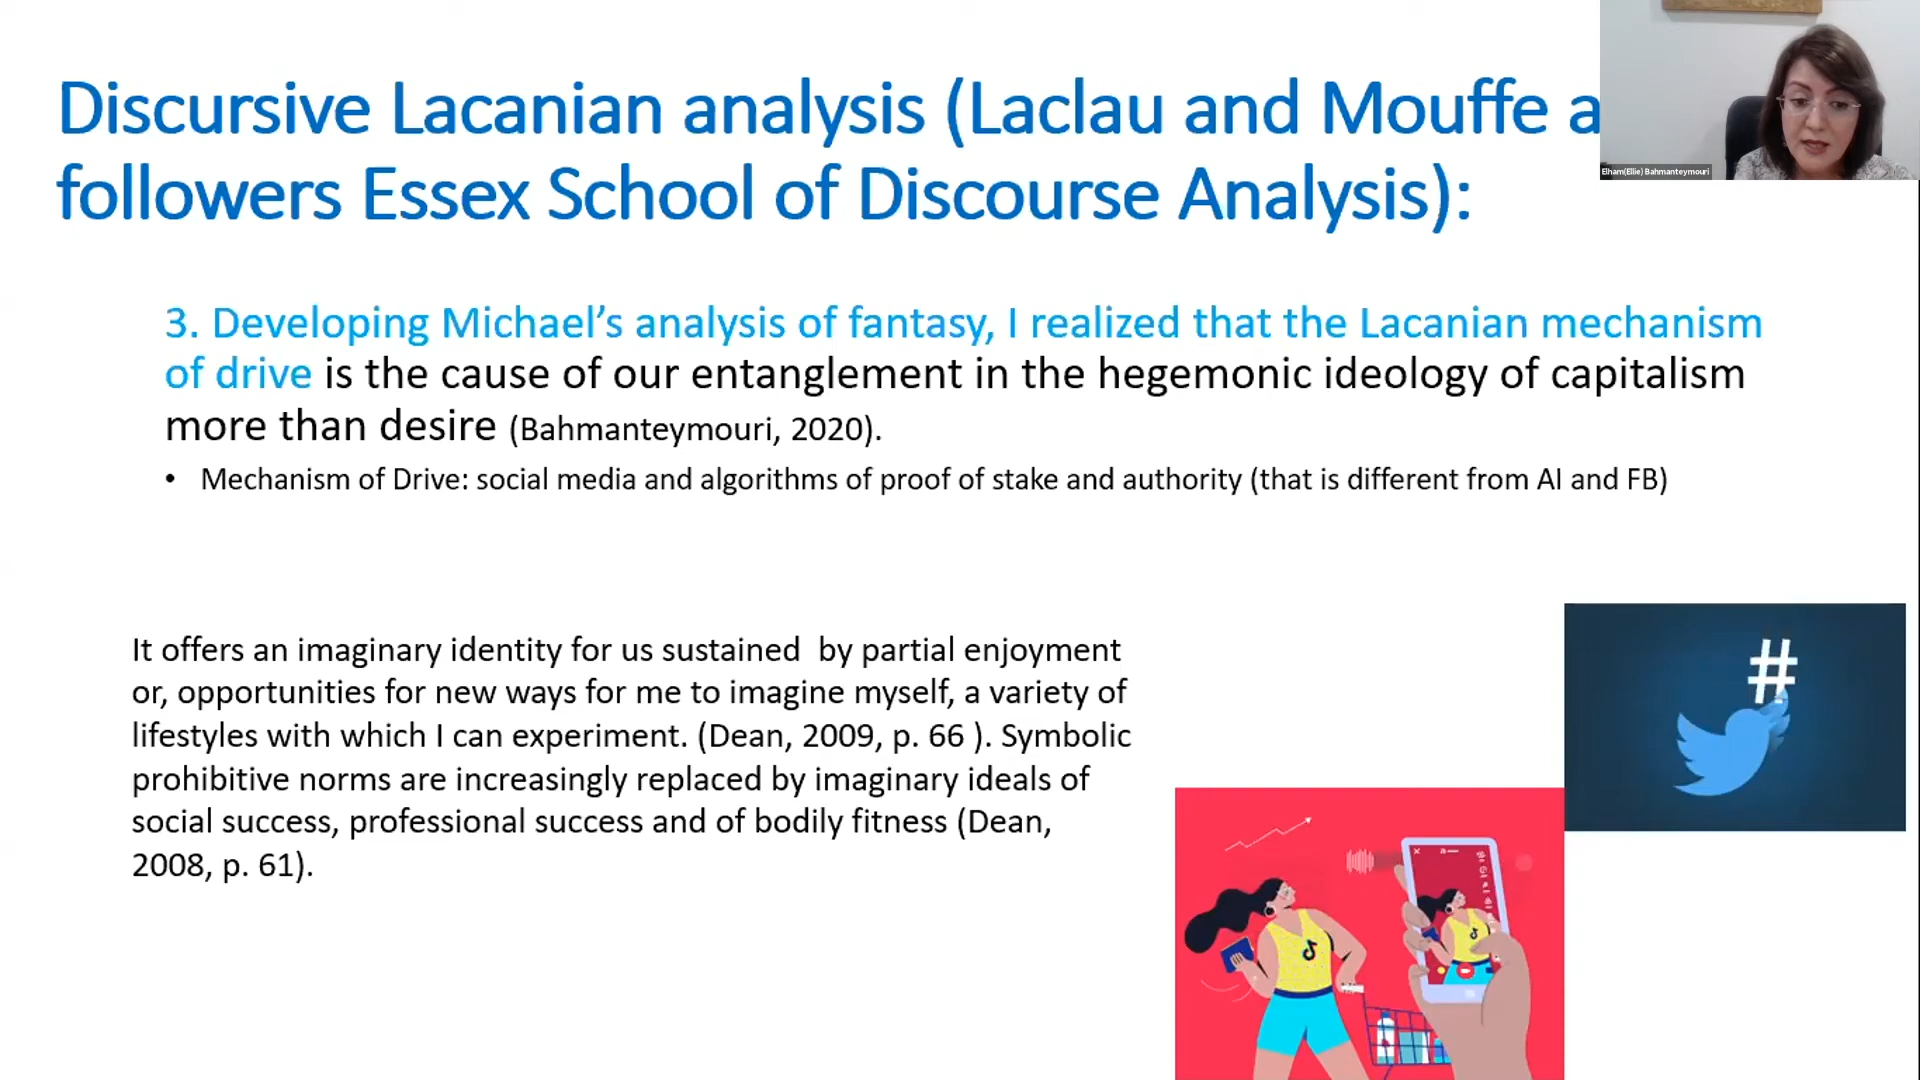 Discursive Lacanian analysis (Laclau and Mouffe a
followers Essex School of Discourse Analysis):
Elham(Ellie) Bahmanteymouri
3. Developing Michael’s analysis of fantasy, I realized that the Lacanian mechanism
of drive is the cause of our entanglement in the hegemonic ideology of capitalism
more than desire (Bahmanteymouri, 2020).
• Mechanism of Drive: social media and algorithms of proof of stake and authority (that is different from AI and FB)
It offers an imaginary identity for us sustained  by partial enjoyment
or, opportunities for new ways for me to imagine myself, a variety of
lifestyles with which I can experiment. (Dean, 2009, p. 66 ). Symbolic
prohibitive norms are increasingly replaced by imaginary ideals of
social success, professional success and of bodily fitness (Dean,
2008, p. 61).
#